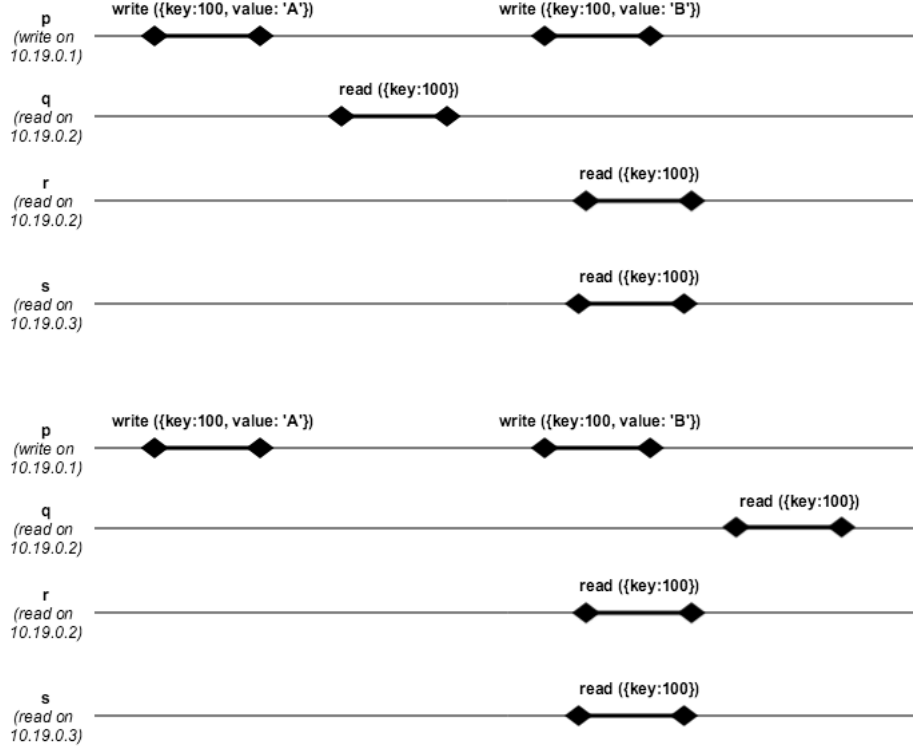 write ({key:100, value: 'A'}) write ({key:100, value: 'B'})
p
(write on
10.19.0.1)
read ({key:100})
q
(read on
10.19.0.2)
read ({key:100})
r
(read on
10.19.0.2)
read ({key:100})
s
(read on
10.19.0.3)
write ({key:100, value: 'A'}) write ({key:100, value: 'B'})
p
(write on
10.19.0.1)
read ({key:100})
q
(read on
10.19.0.2)
read ({key:100})
r
(read on
10.19.0.2)
read ({key:100})
s
(read on
10.19.0.3)